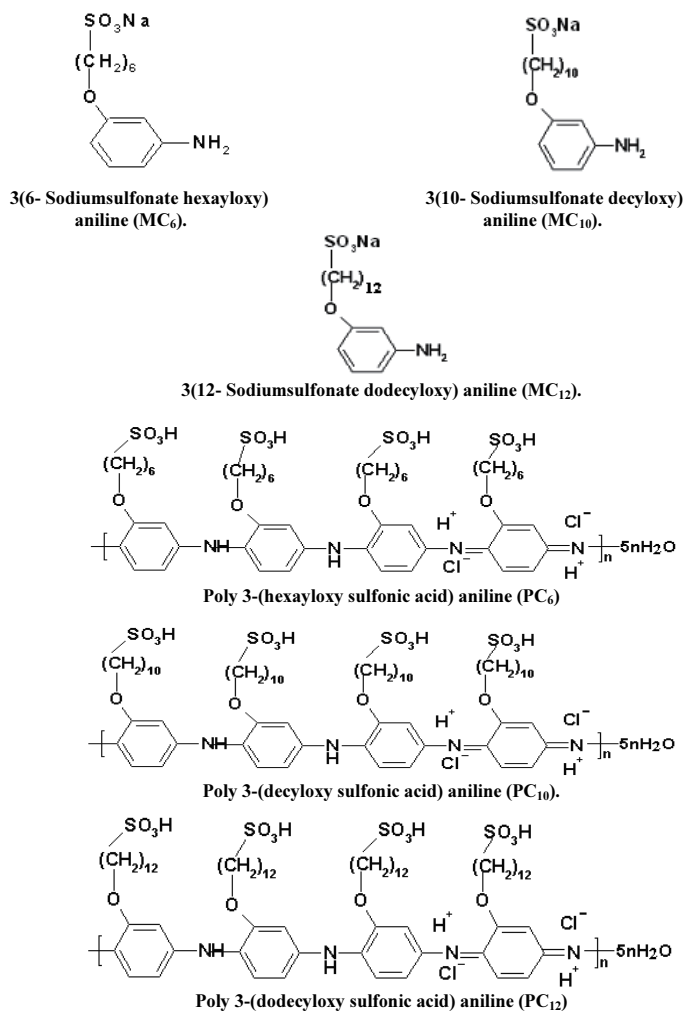 SO₃Na
(CH₂)₆
O
NH₂
3(6- Sodiumsulfonate hexayloxy)
aniline (MC₆).
SO₃Na
(CH₂)₁₀
O
NH₂
3(10- Sodiumsulfonate decyloxy)
aniline (MC₁₀).
SO₃Na
(CH₂)₁₂
O
NH₂
3(12- Sodiumsulfonate dodecyloxy) aniline (MC₁₂).
SO₃H SO₃H SO₃H SO₃H
(CH₂)₆ (CH₂)₆ (CH₂)₆ (CH₂)₆
O O O O
H⁺ Cl⁻
[ NH N H N N ]n 5nH2O
Cl⁻ H⁺
Poly 3-(hexayloxy sulfonic acid) aniline (PC₆)
SO₃H SO₃H SO₃H SO₃H
(CH₂)₁₀ (CH₂)₁₀ (CH₂)₁₀ (CH₂)₁₀
O O O O
H⁺ Cl⁻
[ NH N H N N ]n 5nH2O
Cl⁻ H⁺
Poly 3-(decyloxy sulfonic acid) aniline (PC₁₀).
SO₃H SO₃H SO₃H SO₃H
(CH₂)₁₂ (CH₂)₁₂ (CH₂)₁₂ (CH₂)₁₂
O O O O
H⁺ Cl⁻
[ NH N H N N ]n 5nH2O
Cl⁻ H⁺
Poly 3-(dodecyloxy sulfonic acid) aniline (PC₁₂)